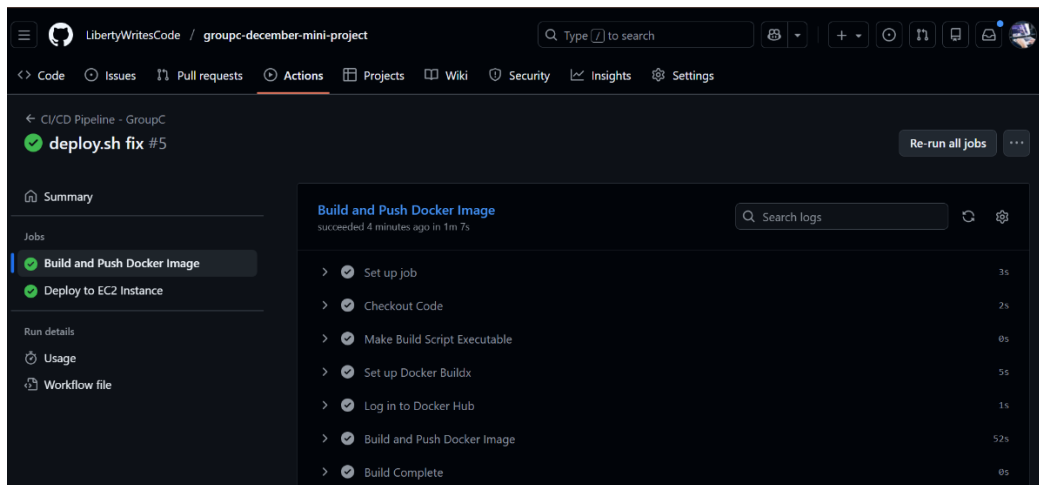 LibertyWritesCode / groupc-december-mini-project
Type / to search
Code
Issues
Pull requests
Actions
Projects
Wiki
Security
Insights
Settings
CI/CD Pipeline - GroupC
deploy.sh fix #5
Re-run all jobs
Summary
Jobs
Build and Push Docker Image
Deploy to EC2 Instance
Run details
Usage
Workflow file
Build and Push Docker Image
succeeded 4 minutes ago in 1m 7s
Search logs
Set up job 3s
Checkout Code 2s
Make Build Script Executable 0s
Set up Docker Buildx 5s
Log in to Docker Hub 1s
Build and Push Docker Image 52s
Build Complete 0s